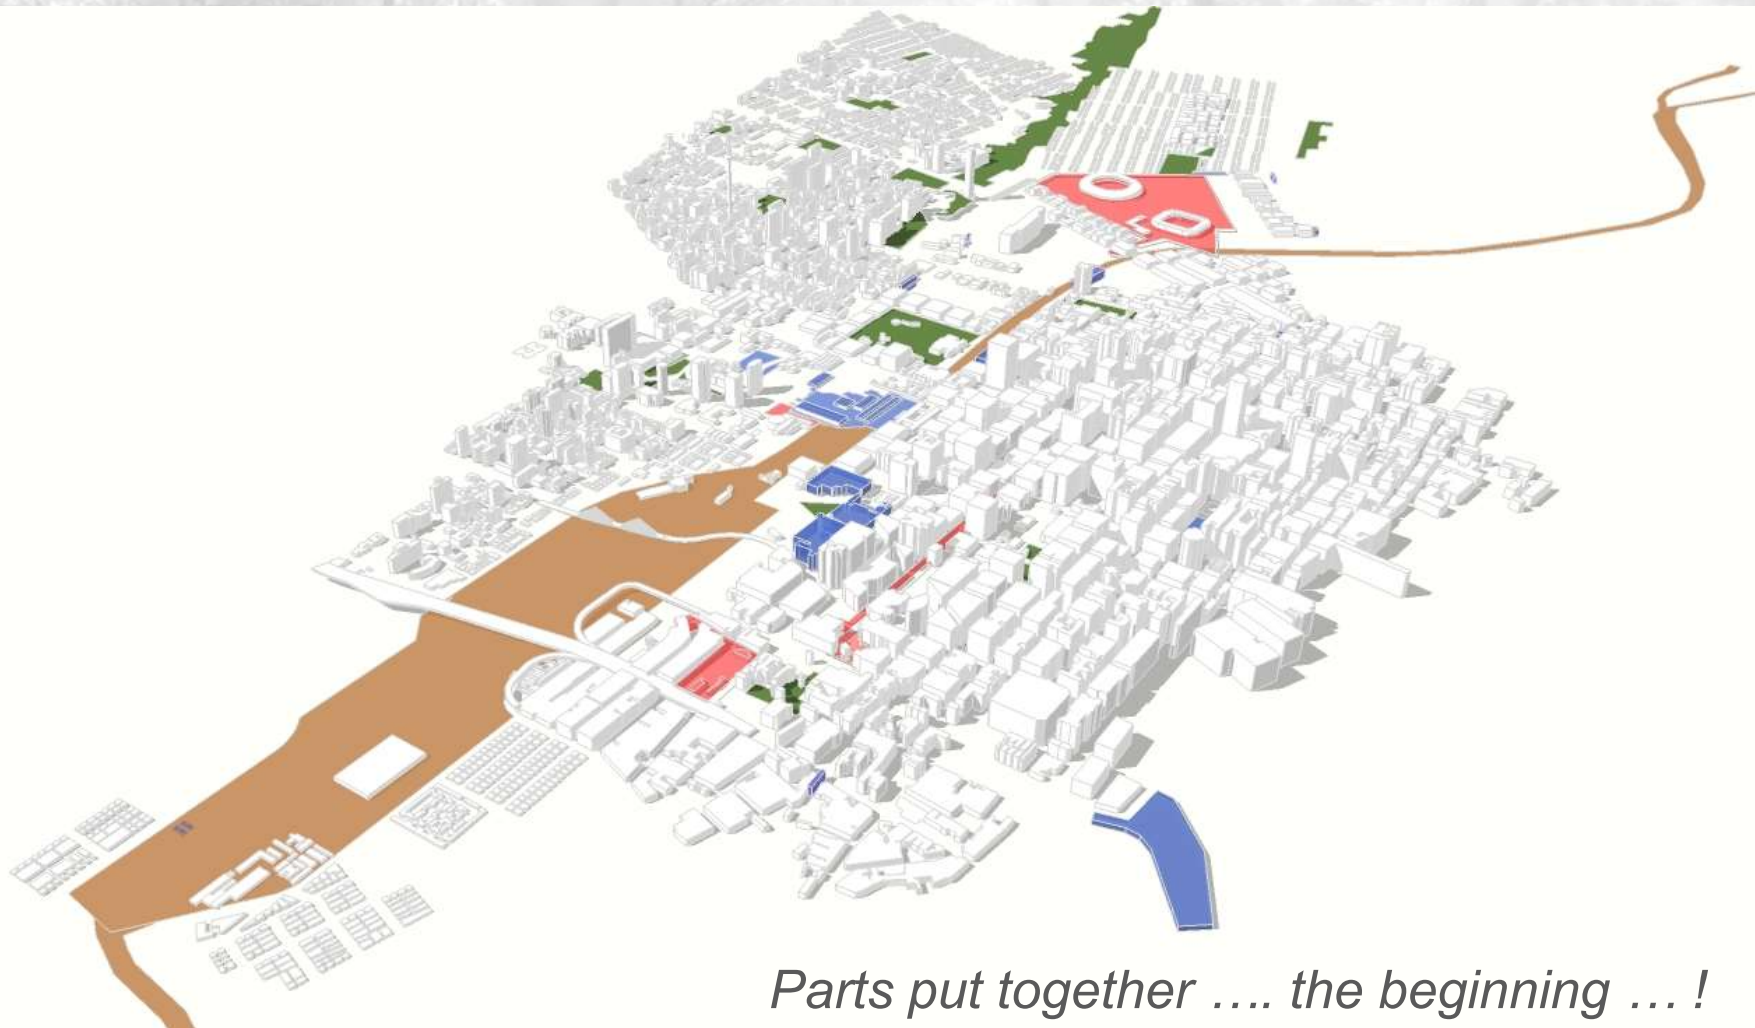 Parts put together …. the beginning … !